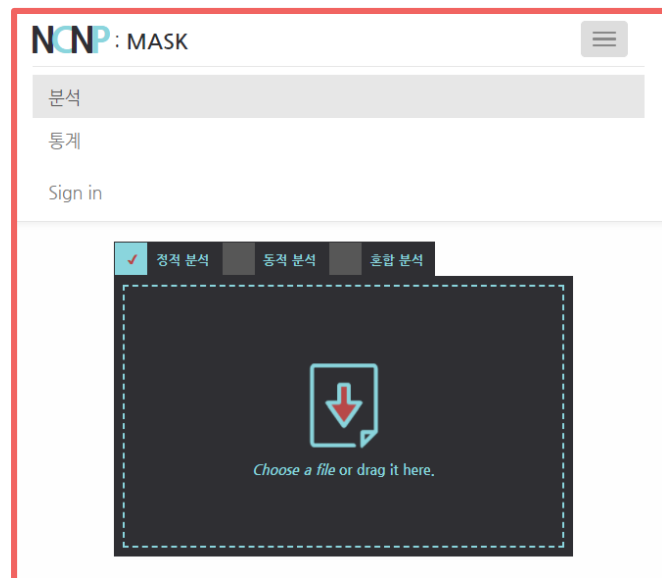 NCNP : MASK
분석
통계
Sign in
정적 분석 동적 분석 혼합 분석
Choose a file or drag it here.